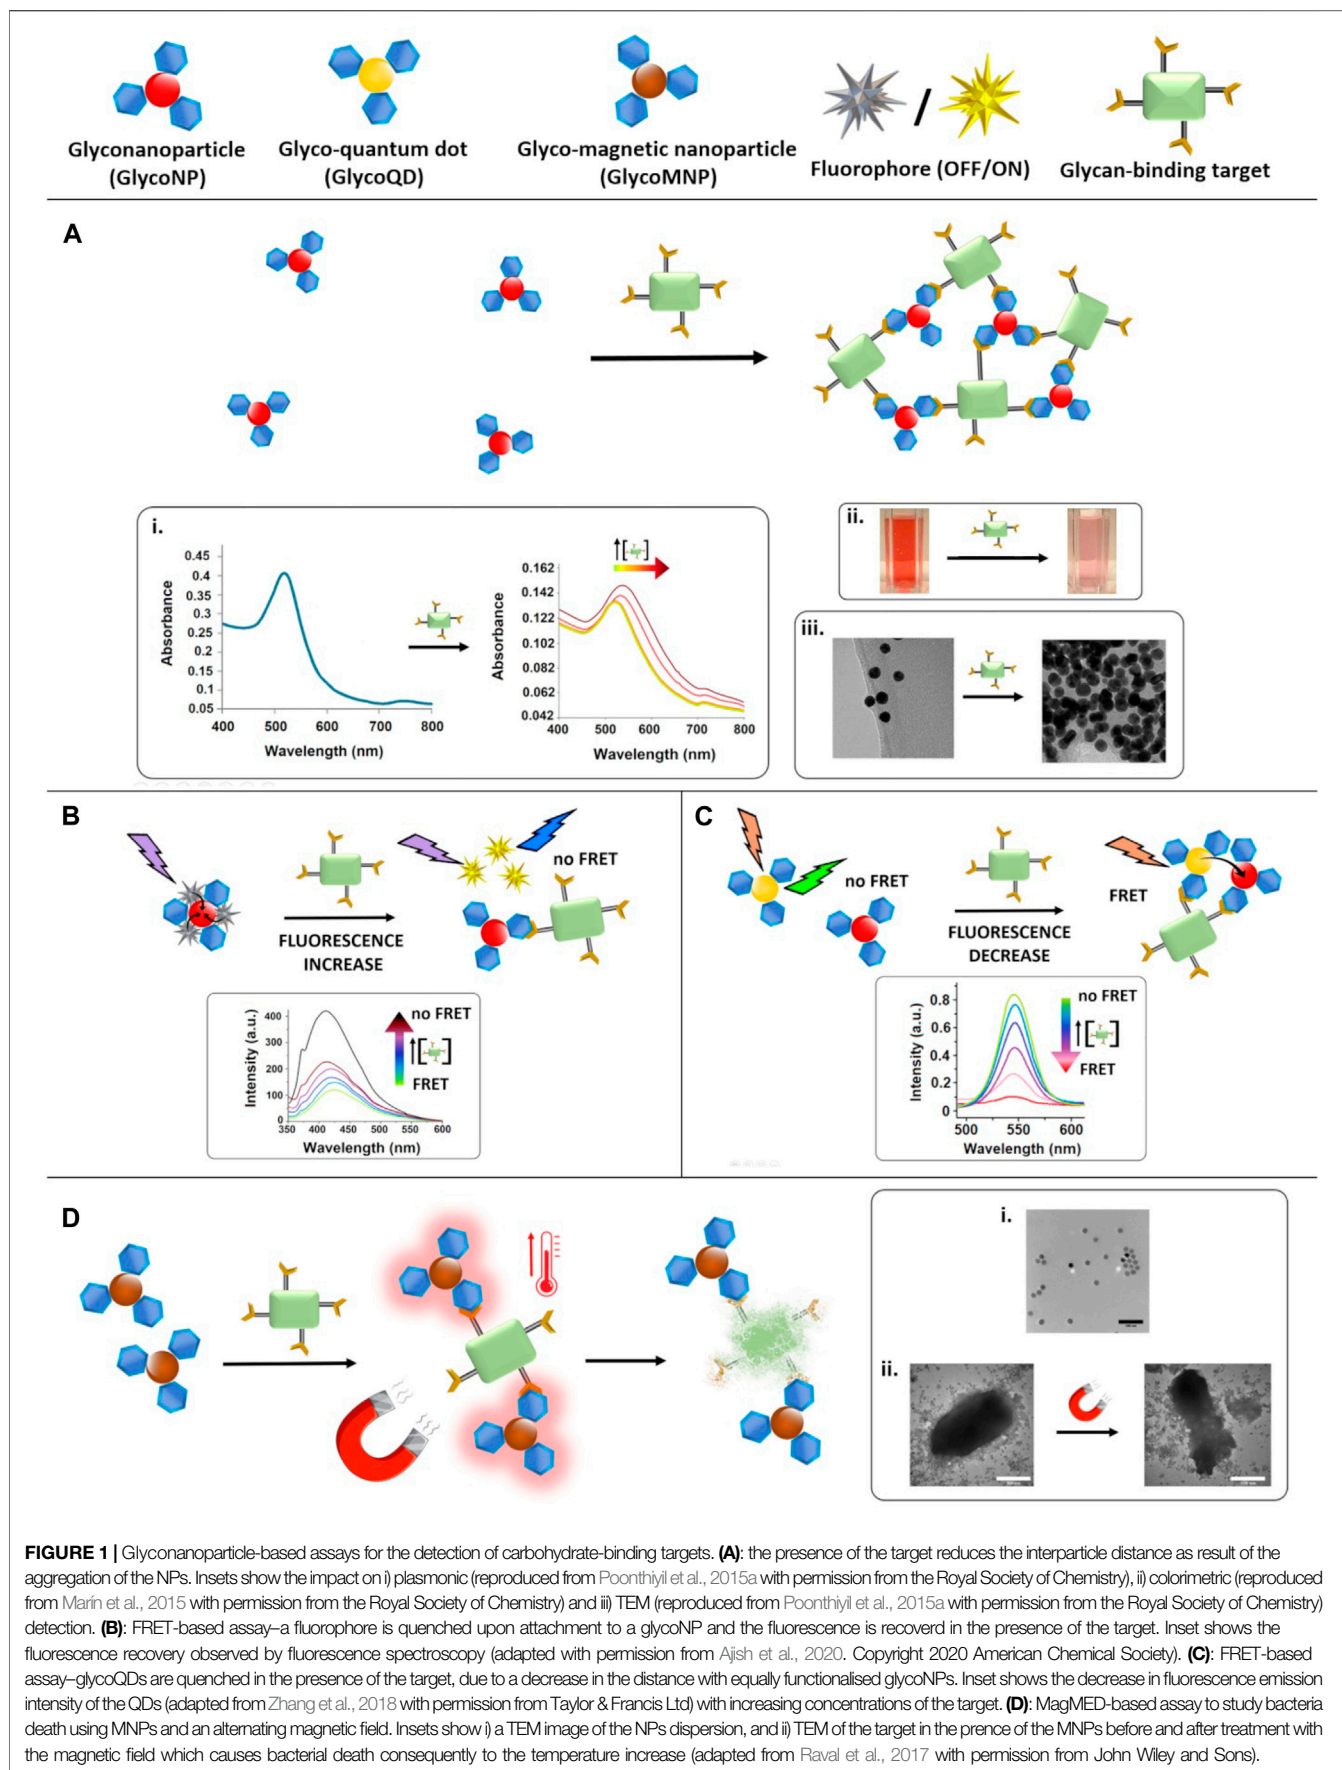 Glyconanoparticle
(GlycoNP)
Glyco-quantum dot
(GlycoQD)
Glyco-magnetic nanoparticle
(GlycoMNP)
Fluorophore (OFF/ON)
/
Glycan-binding target
A
i.
0.45
0.4
0.35
0.3
0.25
0.2
0.15
0.1
0.05
Absorbance
400 500 600 700 800
Wavelength (nm)
[ ]
0.162
0.142
0.122
0.102
0.082
0.062
0.042
Absorbance
400 500 600 700 800
Wavelength (nm)
ii.
iii.
B
FLUORESCENCE
INCREASE
no FRET
400
300
200
100
0
Intensity (a.u.)
350 400 450 500 550 600
Wavelength (nm)
no FRET
[ ]
FRET
C
no FRET
FLUORESCENCE
DECREASE
FRET
0.8
0.6
0.4
0.2
0
Intensity (a.u.)
500 550 600
Wavelength (nm)
no FRET
[ ]
FRET
D
i.
ii.
FIGURE 1 | Glyconanoparticle-based assays for the detection of carbohydrate-binding targets. (A): the presence of the target reduces the interparticle distance as result of the
aggregation of the NPs. Insets show the impact on i) plasmonic (reproduced from Poonthiyil et al., 2015a with permission from the Royal Society of Chemistry), ii) colorimetric (reproduced
from Marín et al., 2015 with permission from the Royal Society of Chemistry) and iii) TEM (reproduced from Poonthiyil et al., 2015a with permission from the Royal Society of Chemistry)
detection. (B): FRET-based assay–a fluorophore is quenched upon attachment to a glycoNP and the fluorescence is recoverd in the presence of the target. Inset shows the
fluorescence recovery observed by fluorescence spectroscopy (adapted with permission from Ajish et al., 2020. Copyright 2020 American Chemical Society). (C): FRET-based
assay–glycoQDs are quenched in the presence of the target, due to a decrease in the distance with equally functionalised glycoNPs. Inset shows the decrease in fluorescence emission
intensity of the QDs (adapted from Zhang et al., 2018 with permission from Taylor & Francis Ltd) with increasing concentrations of the target. (D): MagMED-based assay to study bacteria
death using MNPs and an alternating magnetic field. Insets show i) a TEM image of the NPs dispersion, and ii) TEM of the target in the prence of the MNPs before and after treatment with
the magnetic field which causes bacterial death consequently to the temperature increase (adapted from Raval et al., 2017 with permission from John Wiley and Sons).